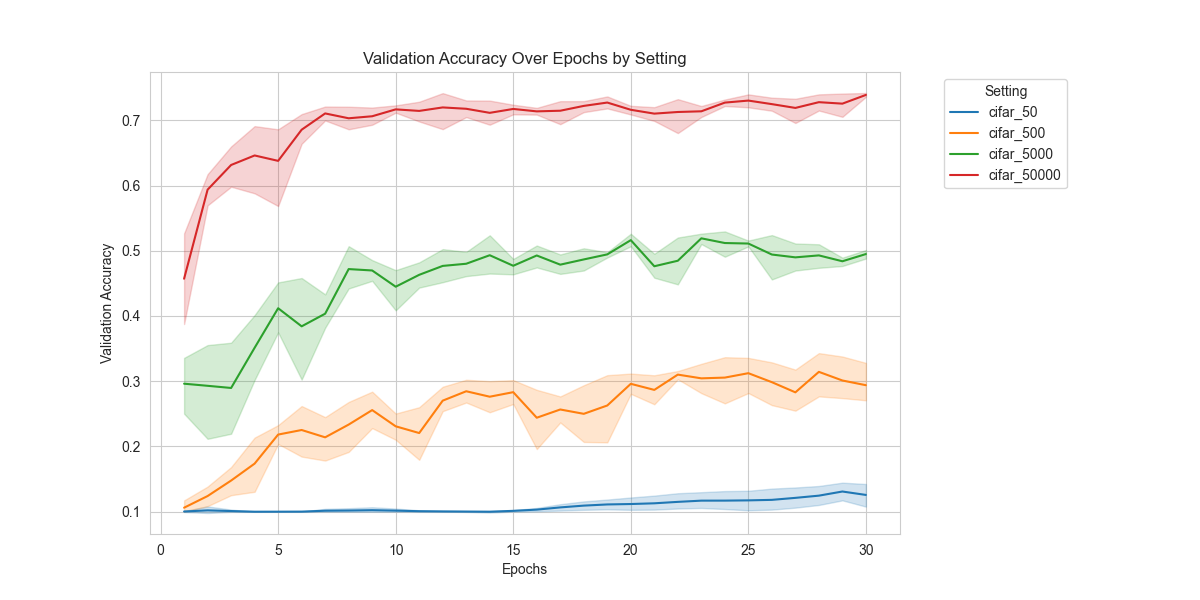 Validation Accuracy Over Epochs by Setting
Setting
cifar_50
cifar_500
cifar_5000
cifar_50000
Validation Accuracy
0.7
0.6
0.5
0.4
0.3
0.2
0.1
0 5 10 15 20 25 30
Epochs